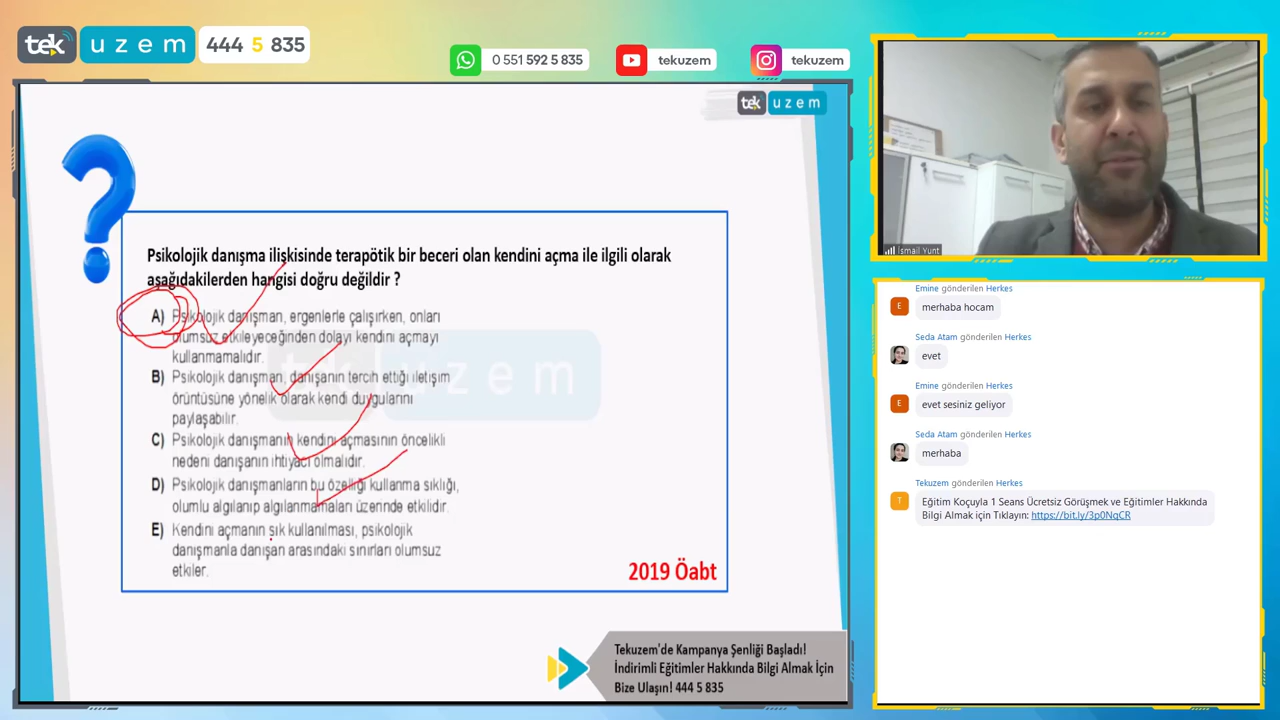 tek
uzem
444 5 835
0 551 592 5 835
tekuzem
tekuzem
tek uzem
Psikolojik danışma ilişkisinde terapötik bir beceri olan kendini açma ile ilgili olarak
aşağıdakilerden hangisi doğru değildir ?
A) Psikolojik danışman, ergenlerle çalışırken, onları
olumsuz etkileyeceğinden dolayı kendini açmayı
kullanmamalıdır.
B) Psikolojik danışman, danışanın tercih ettiği iletişim
örüntüsüne yönelik olarak kendi duygularını
paylaşabilir.
C) Psikolojik danışmanın kendini açmasının öncelikli
nedeni danışanın ihtiyacı olmalıdır.
D) Psikolojik danışmanların bu özelliği kullanma sıklığı,
olumlu algılanıp algılanmamaları üzerinde etkilidir.
E) Kendini açmanın sık kullanılması, psikolojik
danışmanla danışan arasındaki sınırları olumsuz
etkiler.
2019 Öabt
tek uzem
Tekuzem'de Kampanya Şenliği Başladı!
İndirimli Eğitimler Hakkında Bilgi Almak İçin
Bize Ulaşın! 444 5 835
İsmail Yunt
Emine gönderilen Herkes
E
merhaba hocam
Seda Atam gönderilen Herkes
evet
Emine gönderilen Herkes
E
evet sesiniz geliyor
Seda Atam gönderilen Herkes
merhaba
Tekuzem gönderilen Herkes
T
Eğitim Koçuyla 1 Seans Ücretsiz Görüşmek ve Eğitimler Hakkında
Bilgi Almak için Tıklayın: https://bit.ly/3p0NqCR